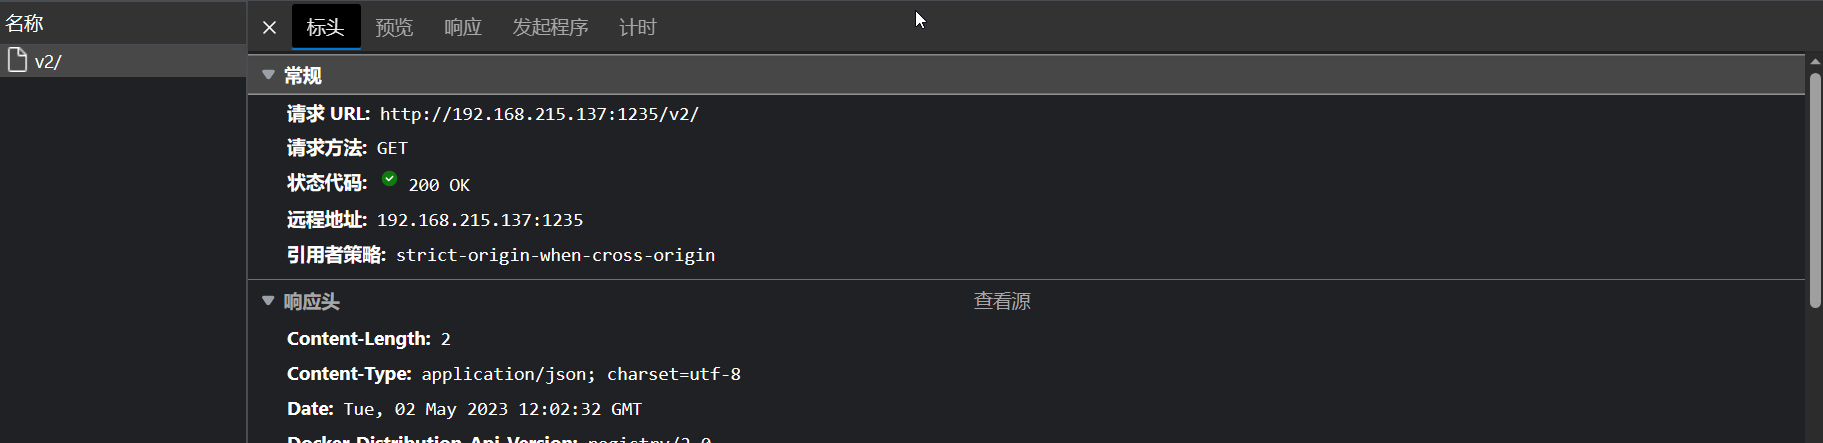 名称
v2/
标头 预览 响应 发起程序 计时
常规
请求 URL: http://192.168.215.137:1235/v2/
请求方法: GET
状态代码: 200 OK
远程地址: 192.168.215.137:1235
引用者策略: strict-origin-when-cross-origin
响应头 查看源
Content-Length: 2
Content-Type: application/json; charset=utf-8
Date: Tue, 02 May 2023 12:02:32 GMT
Docker-Distribution-Api-Version: registry/2.0